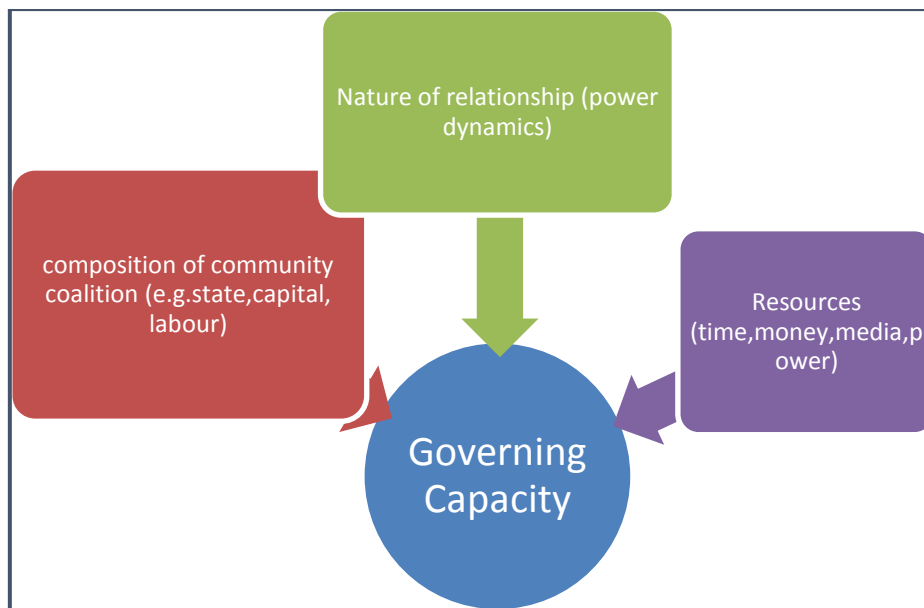 Nature of relationship (power
dynamics)
composition of community
coalition (e.g.state,capital,
labour)
Resources
(time,money,media,p
ower)
Governing
Capacity